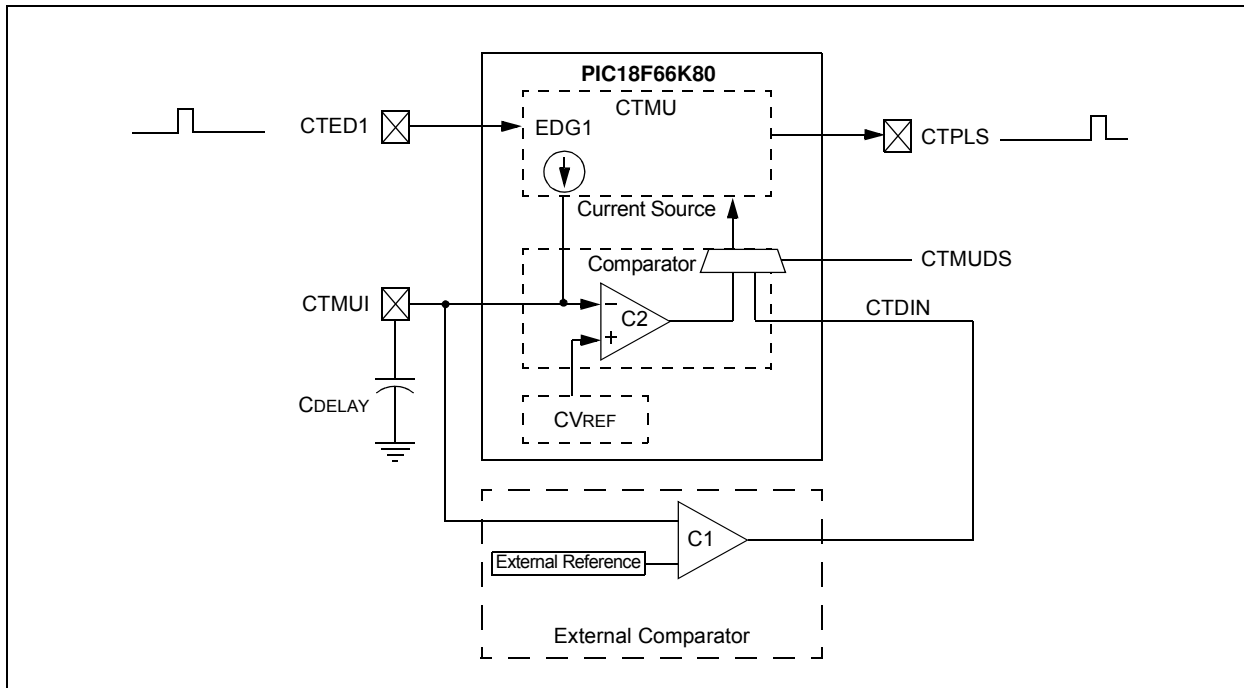 PIC18F66K80
CTMU
CTED1
EDG1
CTPLS
Current Source
Comparator
CTMUDS
CTMUI
C2
CTDIN
−
+
CDELAY
CVREF
C1
External Reference
External Comparator